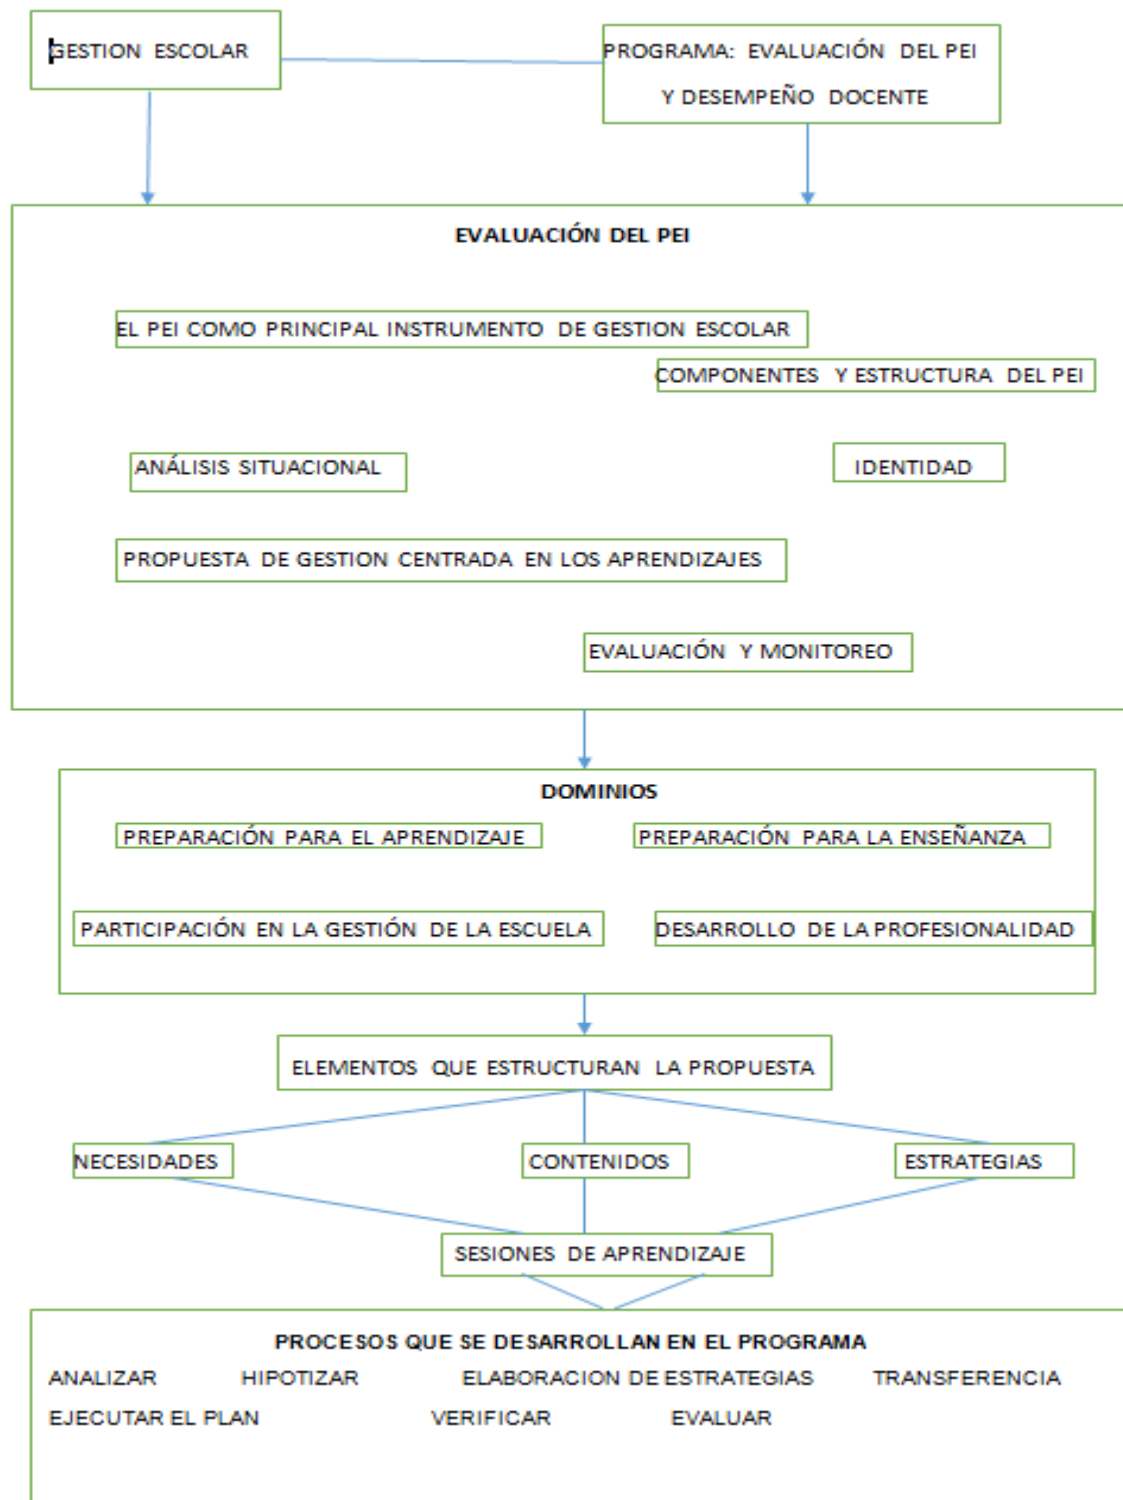 GESTION ESCOLAR
PROGRAMA: EVALUACIÓN DEL PEI
Y DESEMPEÑO DOCENTE
EVALUACIÓN DEL PEI
EL PEI COMO PRINCIPAL INSTRUMENTO DE GESTION ESCOLAR
COMPONENTES Y ESTRUCTURA DEL PEI
ANÁLISIS SITUACIONAL
IDENTIDAD
PROPUESTA DE GESTION CENTRADA EN LOS APRENDIZAJES
EVALUACIÓN Y MONITOREO
DOMINIOS
PREPARACIÓN PARA EL APRENDIZAJE
PREPARACIÓN PARA LA ENSEÑANZA
PARTICIPACIÓN EN LA GESTIÓN DE LA ESCUELA
DESARROLLO DE LA PROFESIONALIDAD
ELEMENTOS QUE ESTRUCTURAN LA PROPUESTA
NECESIDADES
CONTENIDOS
ESTRATEGIAS
SESIONES DE APRENDIZAJE
PROCESOS QUE SE DESARROLLAN EN EL PROGRAMA
ANALIZAR HIPOTIZAR ELABORACION DE ESTRATEGIAS TRANSFERENCIA
EJECUTAR EL PLAN VERIFICAR EVALUAR